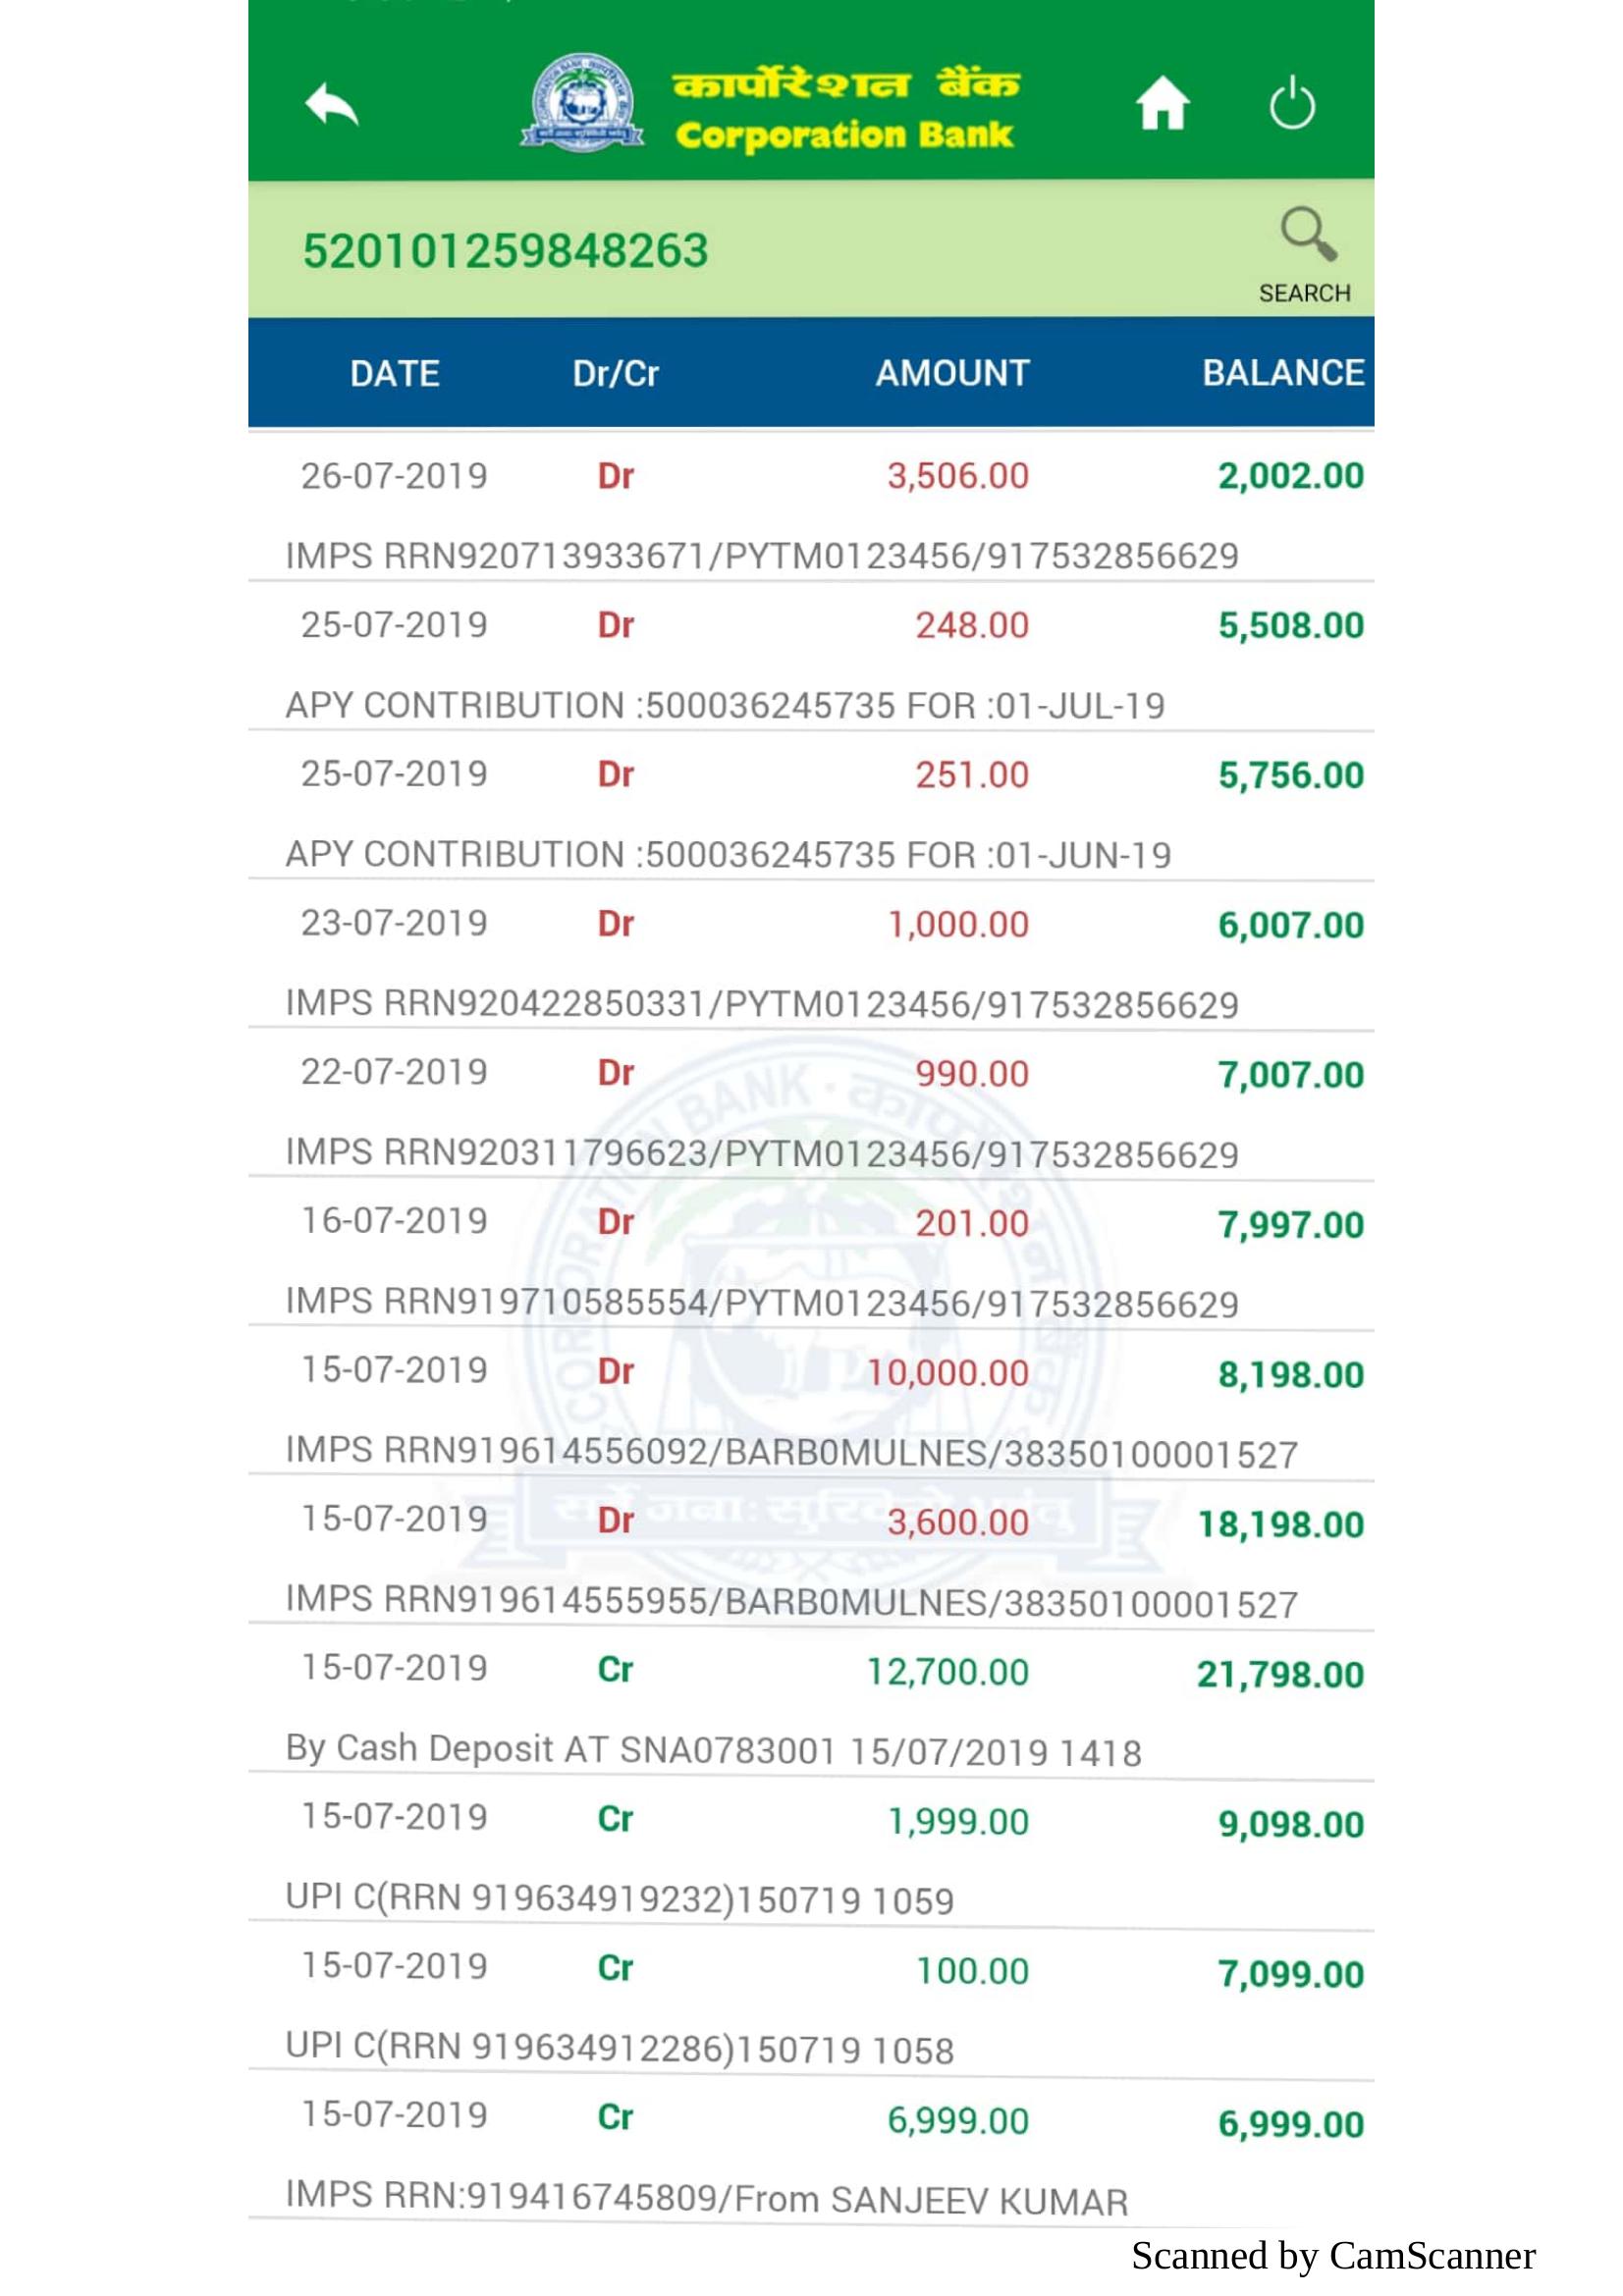 कार्पोरेशन बैंक
Corporation Bank
520101259848263
SEARCH
DATE Dr/Cr AMOUNT BALANCE
26-07-2019 Dr 3,506.00 2,002.00
IMPS RRN920713933671/PYTM0123456/917532856629
25-07-2019 Dr 248.00 5,508.00
APY CONTRIBUTION :500036245735 FOR :01-JUL-19
25-07-2019 Dr 251.00 5,756.00
APY CONTRIBUTION :500036245735 FOR :01-JUN-19
23-07-2019 Dr 1,000.00 6,007.00
IMPS RRN920422850331/PYTM0123456/917532856629
22-07-2019 Dr 990.00 7,007.00
IMPS RRN920311796623/PYTM0123456/917532856629
16-07-2019 Dr 201.00 7,997.00
IMPS RRN919710585554/PYTM0123456/917532856629
15-07-2019 Dr 10,000.00 8,198.00
IMPS RRN919614556092/BARB0MULNES/38350100001527
15-07-2019 Dr 3,600.00 18,198.00
IMPS RRN919614555955/BARB0MULNES/38350100001527
15-07-2019 Cr 12,700.00 21,798.00
By Cash Deposit AT SNA0783001 15/07/2019 1418
15-07-2019 Cr 1,999.00 9,098.00
UPI C(RRN 919634919232)150719 1059
15-07-2019 Cr 100.00 7,099.00
UPI C(RRN 919634912286)150719 1058
15-07-2019 Cr 6,999.00 6,999.00
IMPS RRN:919416745809/From SANJEEV KUMAR
Scanned by CamScanner